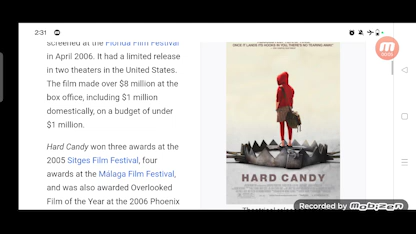 2:31
screened at the Florida Film Festival
in April 2006. It had a limited release
in two theaters in the United States.
The film made over $8 million at the
box office, including $1 million
domestically, on a budget of under
$1 million.
Hard Candy won three awards at the
2005 Sitges Film Festival, four
awards at the Málaga Film Festival,
and was also awarded Overlooked
Film of the Year at the 2006 Phoenix
HARD CANDY
Recorded by
mobizen